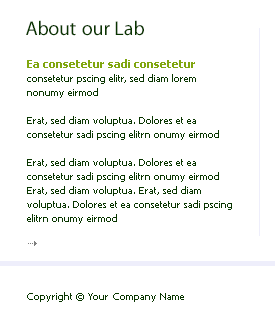 About our Lab
Ea consetetur sadi consetetur
consetetur pscing elitr, sed diam lorem
nonumy eirmod
Erat, sed diam voluptua. Dolores et ea
consetetur sadi pscing elitrn onumy eirmod
Erat, sed diam voluptua. Dolores et ea
consetetur sadi pscing elitrn onumy eirmod
Erat, sed diam voluptua. Erat, sed diam
voluptua. Dolores et ea consetetur sadi pscing
elitrn onumy eirmod
Copyright © Your Company Name